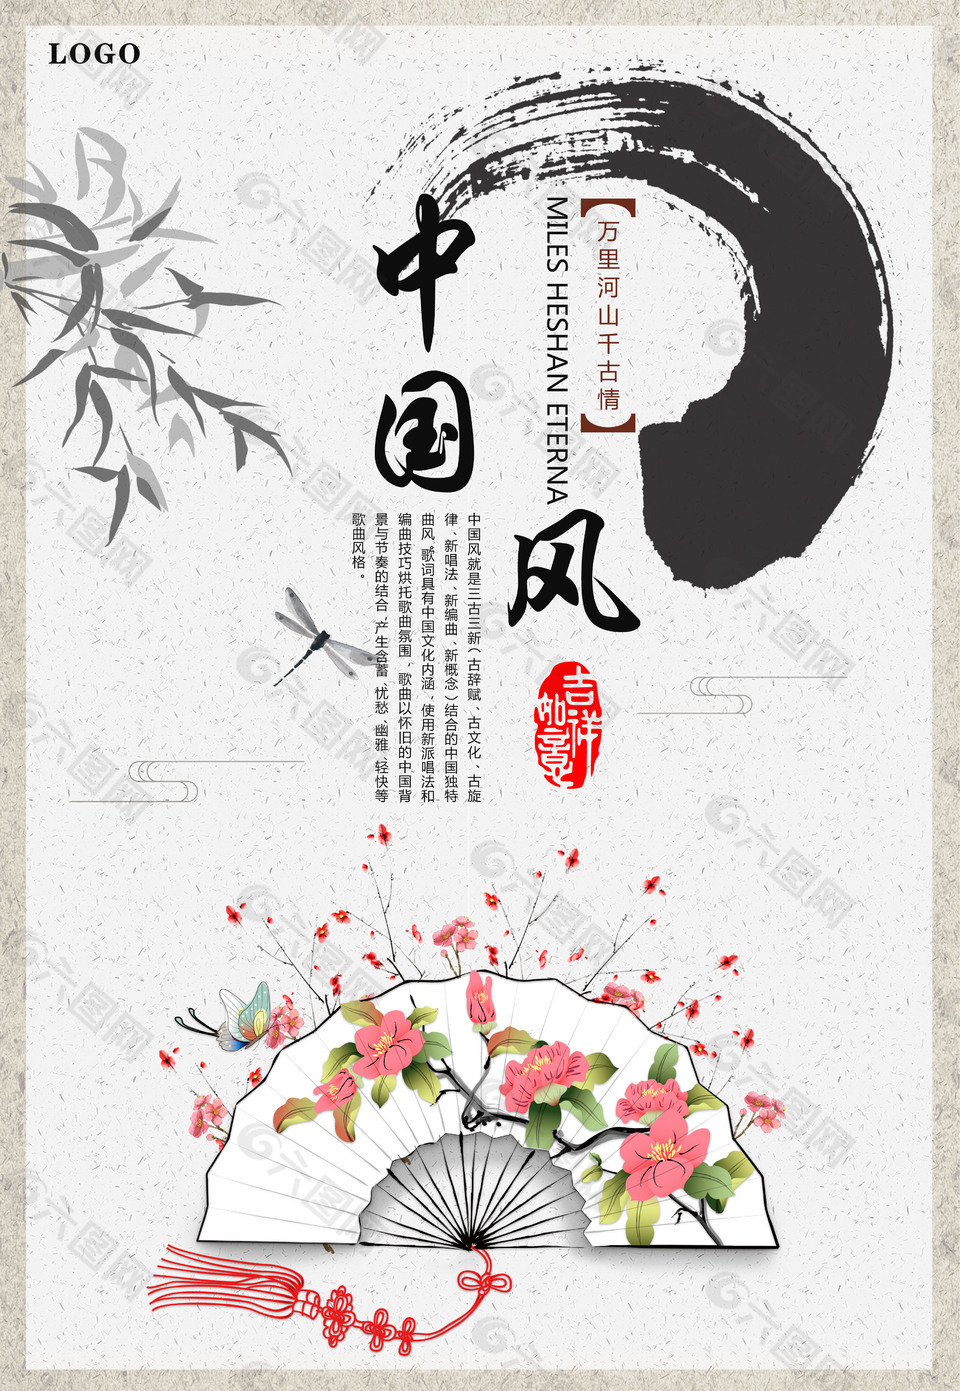 LOGO
中国风
【万里河山千古情】
MILES HESHAN ETERNA
中国风就是三古三新（古辞赋、古文化、古旋
律、新唱法、新编曲、新概念）结合的中国独特
曲风。歌词具有中国文化内涵，使用新派唱法和
编曲技巧烘托歌曲氛围，歌曲以怀旧的中国背
景与节奏的结合，产生含蓄、忧愁、幽雅、轻快等
歌曲风格。
吉祥
如意
六图网